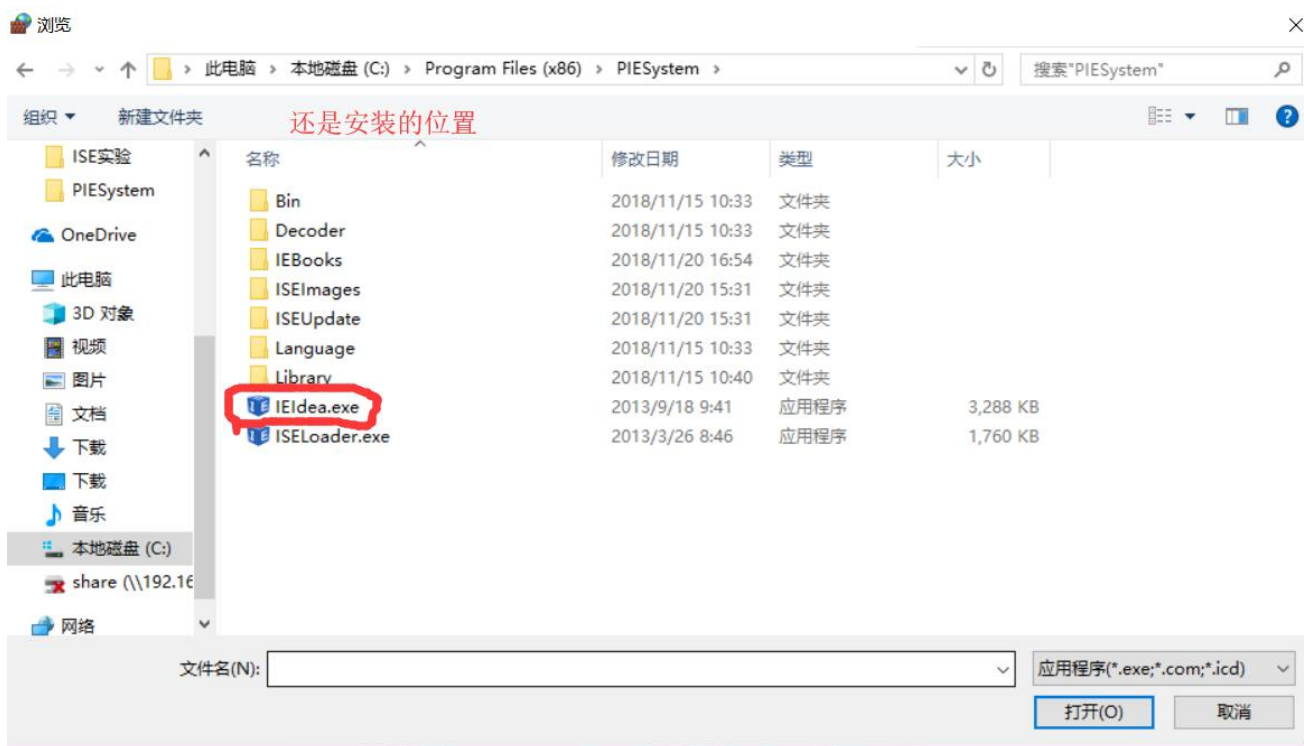 浏览
此电脑 > 本地磁盘 (C:) > Program Files (x86) > PIESystem >
搜索"PIESystem"
组织 新建文件夹
还是安装的位置
名称 修改日期 类型 大小
ISE实验
PIESystem
OneDrive
此电脑
3D 对象
视频
图片
文档
下载
下载
音乐
本地磁盘 (C:)
share (\\192.16
网络
Bin 2018/11/15 10:33 文件夹
Decoder 2018/11/15 10:33 文件夹
IEBooks 2018/11/20 16:54 文件夹
ISEImages 2018/11/20 15:31 文件夹
ISEUpdate 2018/11/20 15:31 文件夹
Language 2018/11/15 10:33 文件夹
Library 2018/11/15 10:40 文件夹
IEIdea.exe 2013/9/18 9:41 应用程序 3,288 KB
ISELoader.exe 2013/3/26 8:46 应用程序 1,760 KB
文件名(N):
应用程序(*.exe;*.com;*.icd)
打开(O) 取消